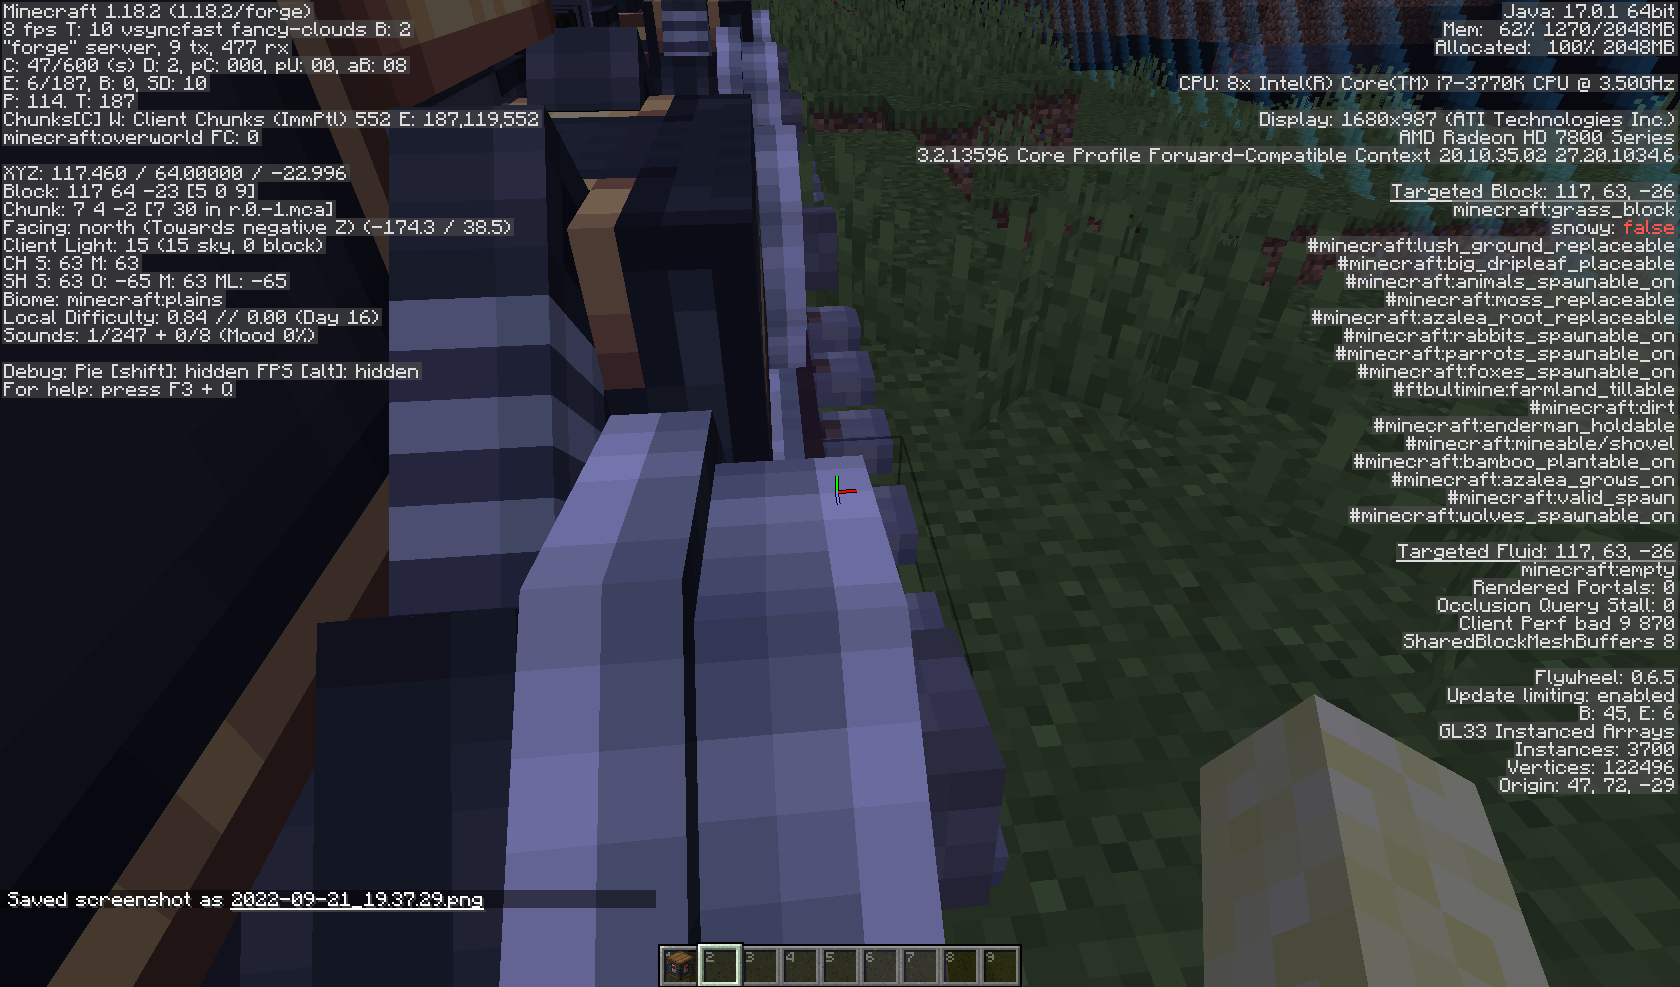 Minecraft 1.18.2 (1.18.2/forge)
8 fps T: 10 vsyncfast fancy-clouds B: 2
"forge" server, 9 tx, 477 rx
C: 47/600 (s) D: 2, pC: 000, pU: 00, aB: 08
E: 6/187, B: 0, SD: 10
P: 114. T: 187
Chunks[C] W: Client Chunks (ImmPtl) 552 E: 187,119,552
minecraft:overworld FC: 0
XYZ: 117.460 / 64.00000 / -22.996
Block: 117 64 -23 [5 0 9]
Chunk: 7 4 -2 [7 30 in r.0.-1.mca]
Facing: north (Towards negative Z) (-174.3 / 38.5)
Client Light: 15 (15 sky, 0 block)
CH S: 63 M: 63
SH S: 63 O: -65 M: 63 ML: -65
Biome: minecraft:plains
Local Difficulty: 0.84 // 0.00 (Day 16)
Sounds: 1/247 + 0/8 (Mood 0%)
Debug: Pie [shift]: hidden FPS [alt]: hidden
For help: press F3 + Q
Java: 17.0.1 64bit
Mem: 62% 1270/2048MB
Allocated: 100% 2048MB
CPU: 8x Intel(R) Core(TM) i7-3770K CPU @ 3.50GHz
Display: 1680x987 (ATI Technologies Inc.)
AMD Radeon HD 7800 Series
3.2.13596 Core Profile Forward-Compatible Context 20.10.35.02 27.20.1034.6
Targeted Block: 117, 63, -26
minecraft:grass_block
snowy: false
#minecraft:lush_ground_replaceable
#minecraft:big_dripleaf_placeable
#minecraft:animals_spawnable_on
#minecraft:moss_replaceable
#minecraft:azalea_root_replaceable
#minecraft:rabbits_spawnable_on
#minecraft:parrots_spawnable_on
#minecraft:foxes_spawnable_on
#ftbultimine:farmland_tillable
#minecraft:dirt
#minecraft:enderman_holdable
#minecraft:mineable/shovel
#minecraft:bamboo_plantable_on
#minecraft:azalea_grows_on
#minecraft:valid_spawn
#minecraft:wolves_spawnable_on
Targeted Fluid: 117, 63, -26
minecraft:empty
Rendered Portals: 0
Occlusion Query Stall: 0
Client Perf bad 9 870
SharedBlockMeshBuffers 8
Flywheel: 0.6.5
Update limiting: enabled
B: 45, E: 6
GL33 Instanced Arrays
Instances: 3700
Vertices: 122496
Origin: 47, 72, -29
Saved screenshot as 2022-09-21_19.37.29.png
2 3 4 5 6 7 8 9